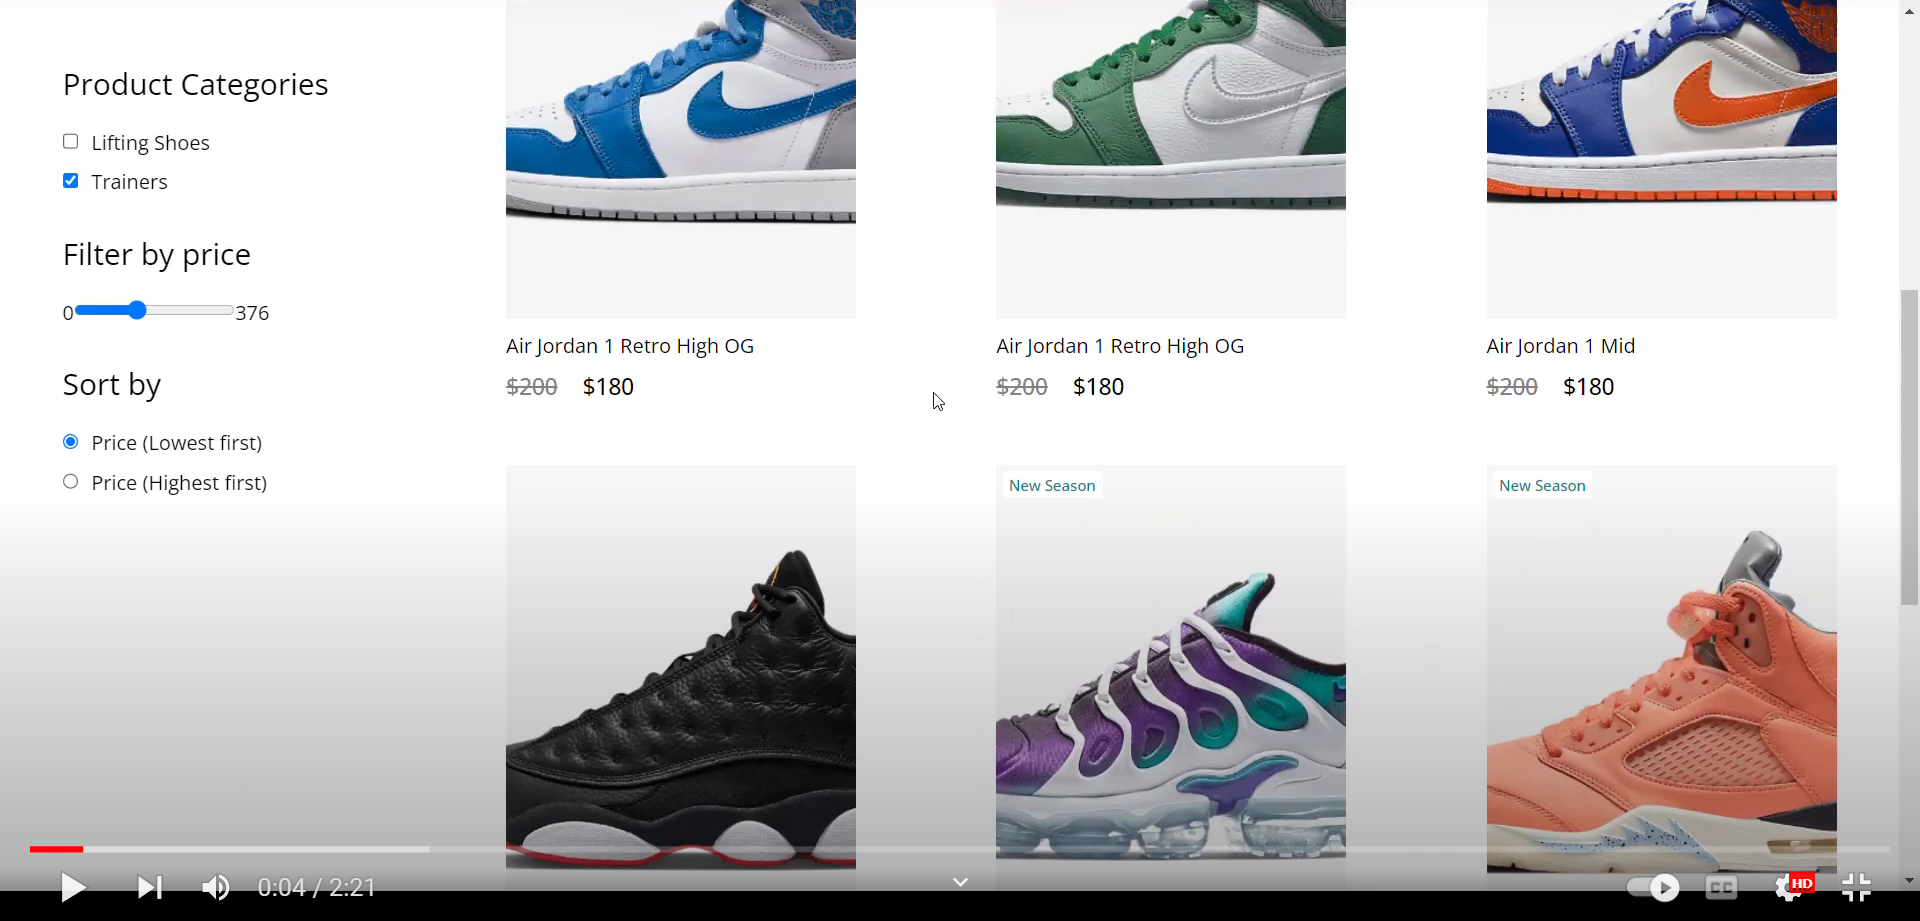 Product Categories
Lifting Shoes
Trainers
Filter by price
0 376
Sort by
Price (Lowest first)
Price (Highest first)
Air Jordan 1 Retro High OG
$200 $180
Air Jordan 1 Retro High OG
$200 $180
Air Jordan 1 Mid
$200 $180
New Season
New Season
0:04 / 2:21
CC
HD